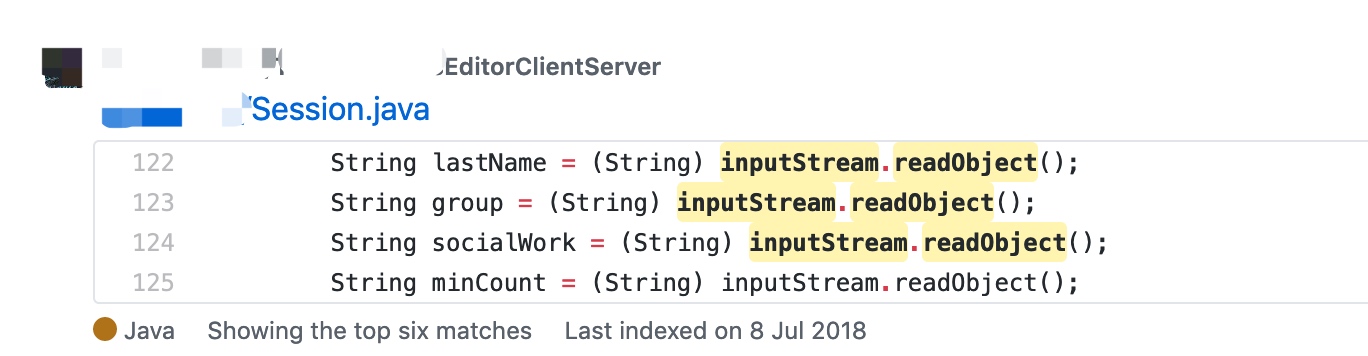 EditorClientServer
/Session.java
122 String lastName = (String) inputStream.readObject();
123 String group = (String) inputStream.readObject();
124 String socialWork = (String) inputStream.readObject();
125 String minCount = (String) inputStream.readObject();
Java Showing the top six matches Last indexed on 8 Jul 2018